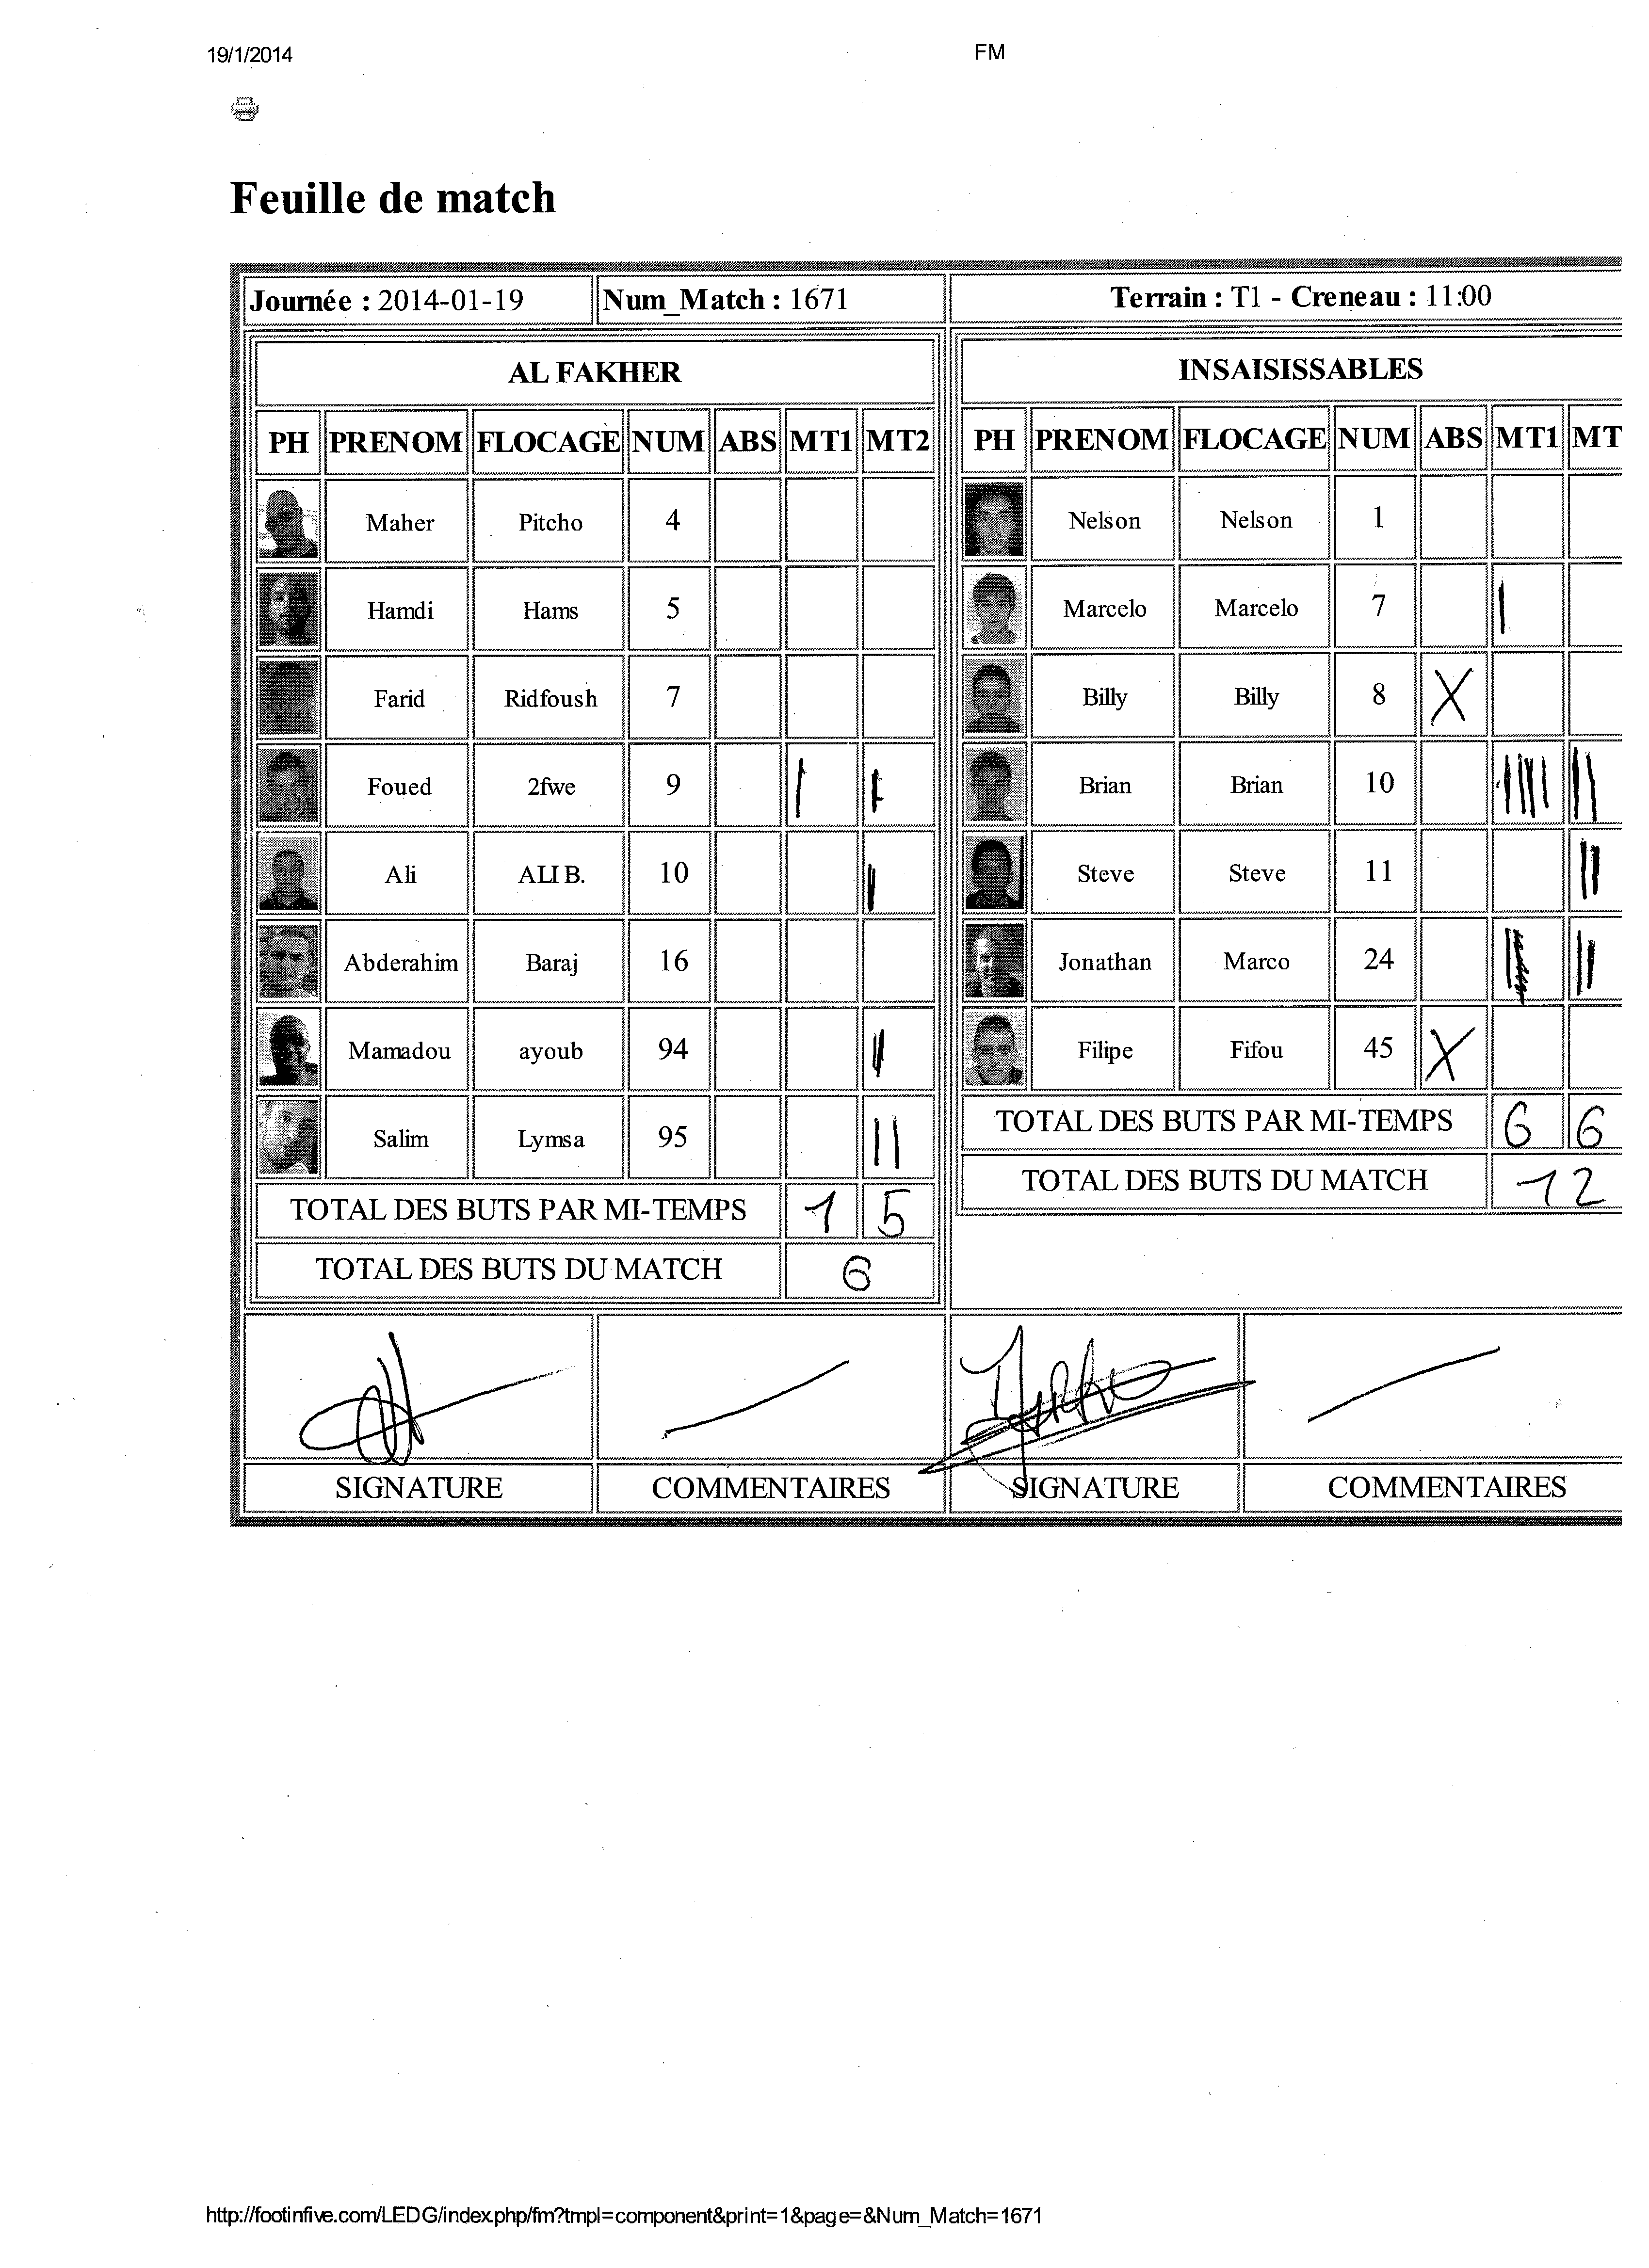 19/1/2014 FM
Feuille de match
Journée : 2014-01-19 Num_Match : 1671 Terrain : T1 - Creneau : 11:00
AL FAKHER INSAISISSABLES
PH PRENOM FLOCAGE NUM ABS MT1 MT2 PH PRENOM FLOCAGE NUM ABS MT1 MT
Maher Pitcho 4 Nelson Nelson 1
Hamdi Hams 5 Marcelo Marcelo 7 |
Farid Ridfoush 7 Billy Billy 8 X
Foued 2fwe 9 | | Brian Brian 10 |||| ||
Ali ALI B. 10 | Steve Steve 11 ||
Abderahim Baraj 16 Jonathan Marco 24 | ||
Mamadou ayoub 94 | Filipe Fifou 45 X
Salim Lymsa 95 || TOTAL DES BUTS PAR MI-TEMPS 6 6
TOTAL DES BUTS PAR MI-TEMPS 1 5 TOTAL DES BUTS DU MATCH 12
TOTAL DES BUTS DU MATCH 6
SIGNATURE COMMENTAIRES SIGNATURE COMMENTAIRES
http://footinfive.com/LEDG/index.php/fm?tmpl=component&print=1&page=&Num_Match=1671